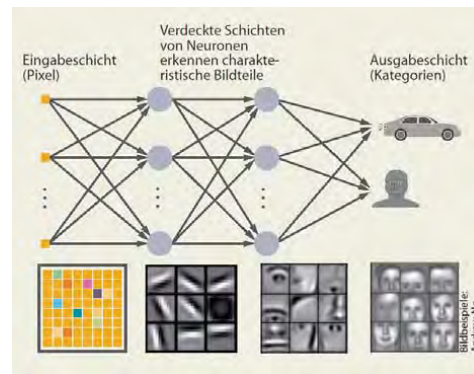 Eingabeschicht
(Pixel)
Verdeckte Schichten
von Neuronen
erkennen charakte-
ristische Bildteile
Ausgabeschicht
(Kategorien)
Bildbeispiele: